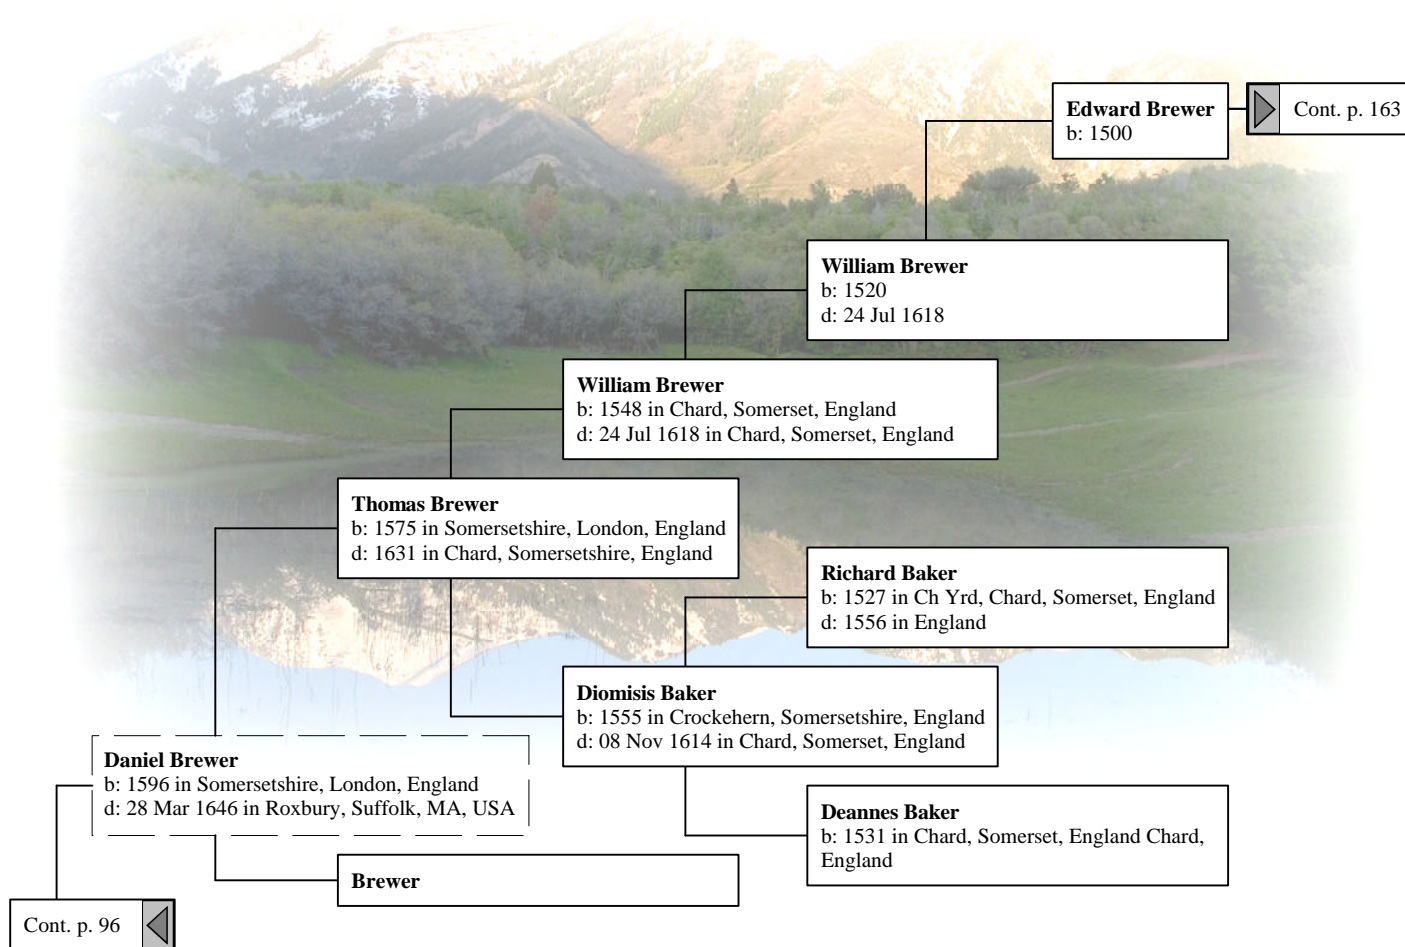 Edward Brewer
b: 1500
Cont. p. 163
William Brewer
b: 1520
d: 24 Jul 1618
William Brewer
b: 1548 in Chard, Somerset, England
d: 24 Jul 1618 in Chard, Somerset, England
Thomas Brewer
b: 1575 in Somersetshire, London, England
d: 1631 in Chard, Somersetshire, England
Richard Baker
b: 1527 in Ch Yrd, Chard, Somerset, England
d: 1556 in England
Diomisis Baker
b: 1555 in Crockehern, Somersetshire, England
d: 08 Nov 1614 in Chard, Somerset, England
Daniel Brewer
b: 1596 in Somersetshire, London, England
d: 28 Mar 1646 in Roxbury, Suffolk, MA, USA
Deannes Baker
b: 1531 in Chard, Somerset, England Chard,
England
Brewer
Cont. p. 96